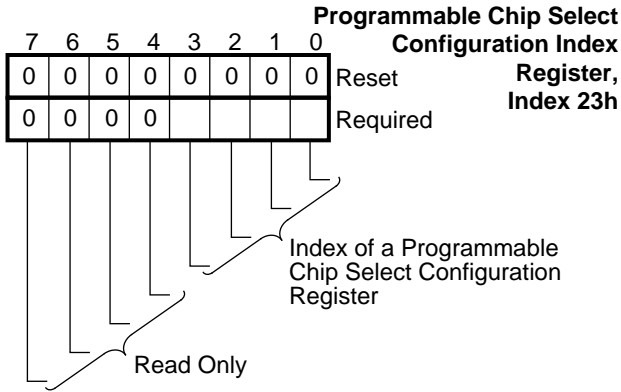 Programmable Chip Select
Configuration Index
Register,
Index 23h
7 6 5 4 3 2 1 0
0 0 0 0 0 0 0 0 Reset
0 0 0 0 Required
Index of a Programmable
Chip Select Configuration
Register
Read Only